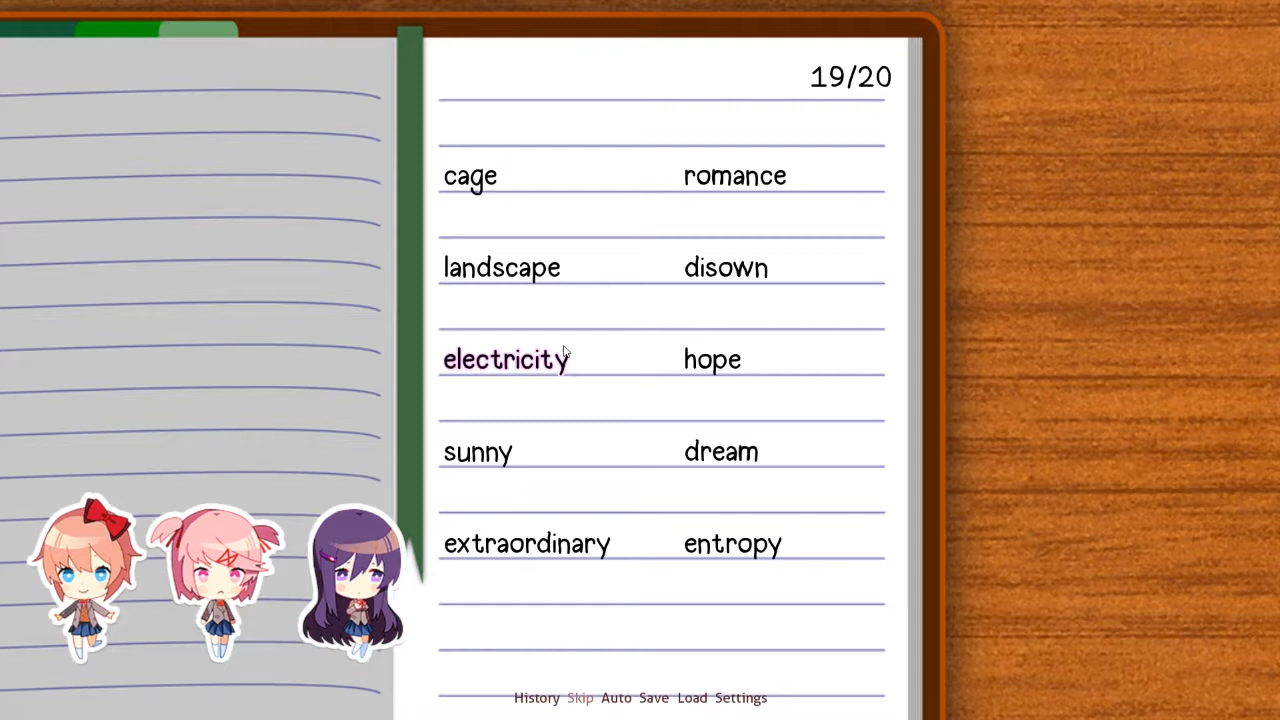 19/20
cage romance
landscape disown
electricity hope
sunny dream
extraordinary entropy
History Skip Auto Save Load Settings